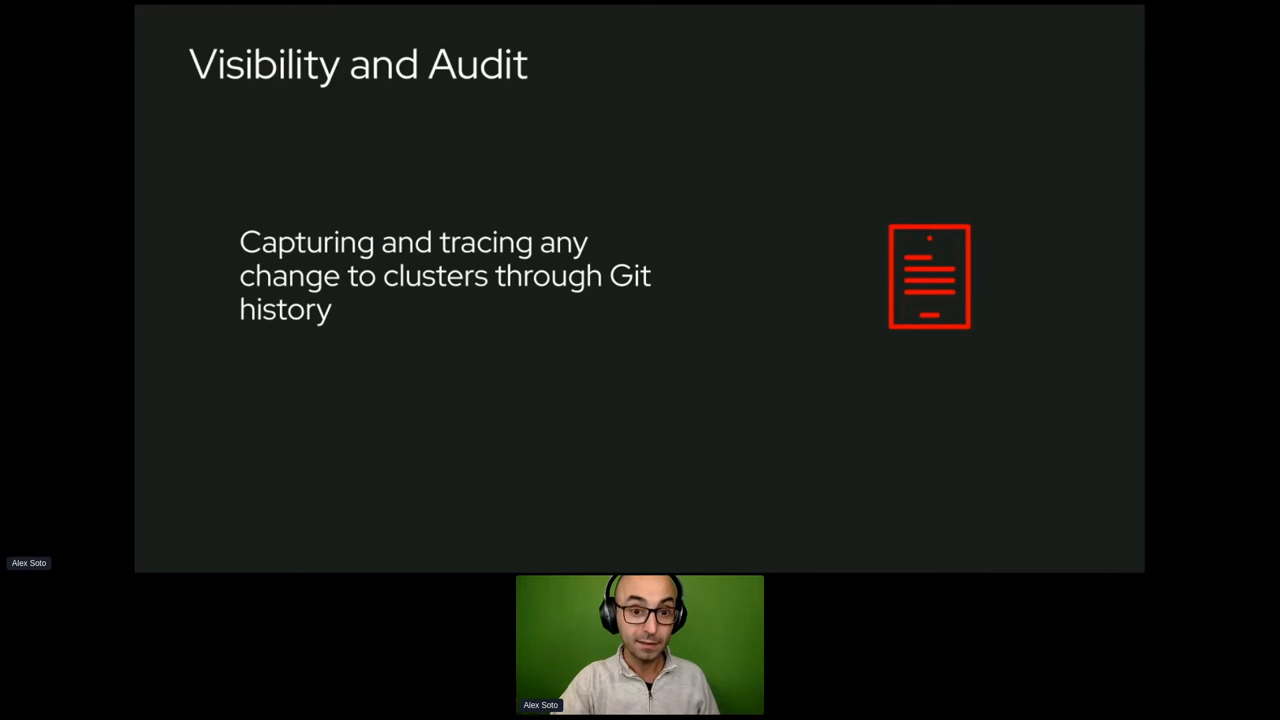 Visibility and Audit
Capturing and tracing any
change to clusters through Git
history
Alex Soto
Alex Soto